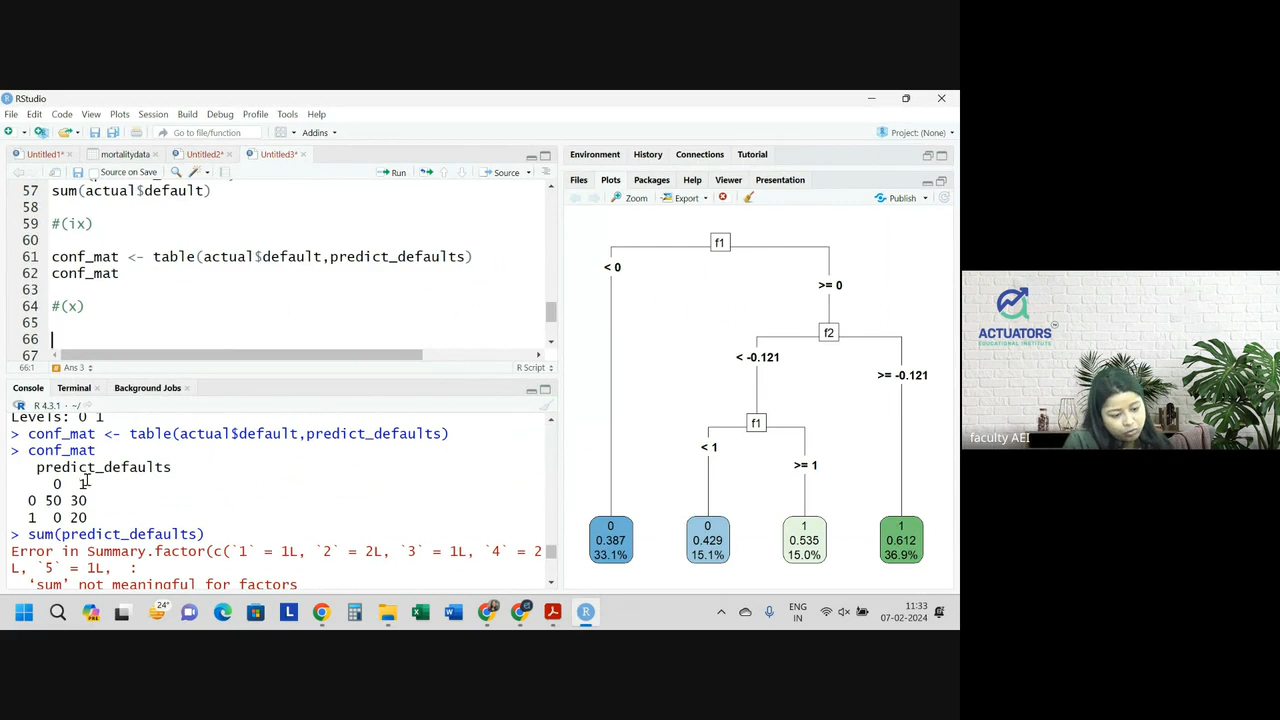 RStudio
File Edit Code View Plots Session Build Debug Profile Tools Help
Go to file/function
Addins
Project: (None)
Untitled1*
mortalitydata
Untitled2*
Untitled3*
Source on Save
Run
Source
57 sum(actual$default)
58
59 #(ix)
60
61 conf_mat <- table(actual$default,predict_defaults)
62 conf_mat
63
64 #(x)
65
66
67
66:1
Ans 3
R Script
Console Terminal Background Jobs
R 4.3.1 · ~/
Levels: 0 1
> conf_mat <- table(actual$default,predict_defaults)
> conf_mat
predict_defaults
0 1
0 50 30
1 0 20
> sum(predict_defaults)
Error in Summary.factor(c(`1` = 1L, `2` = 2L, `3` = 1L, `4` = 2
L, `5` = 1L, :
‘sum’ not meaningful for factors
Environment History Connections Tutorial
Files Plots Packages Help Viewer Presentation
Zoom
Export
Publish
f1
< 0
>= 0
f2
< -0.121
>= -0.121
f1
< 1
>= 1
0
0.387
33.1%
0
0.429
15.1%
1
0.535
15.0%
1
0.612
36.9%
24°
ENG
IN
11:33
07-02-2024
ACTUATORS
EDUCATIONAL INSTITUTE
faculty AEI